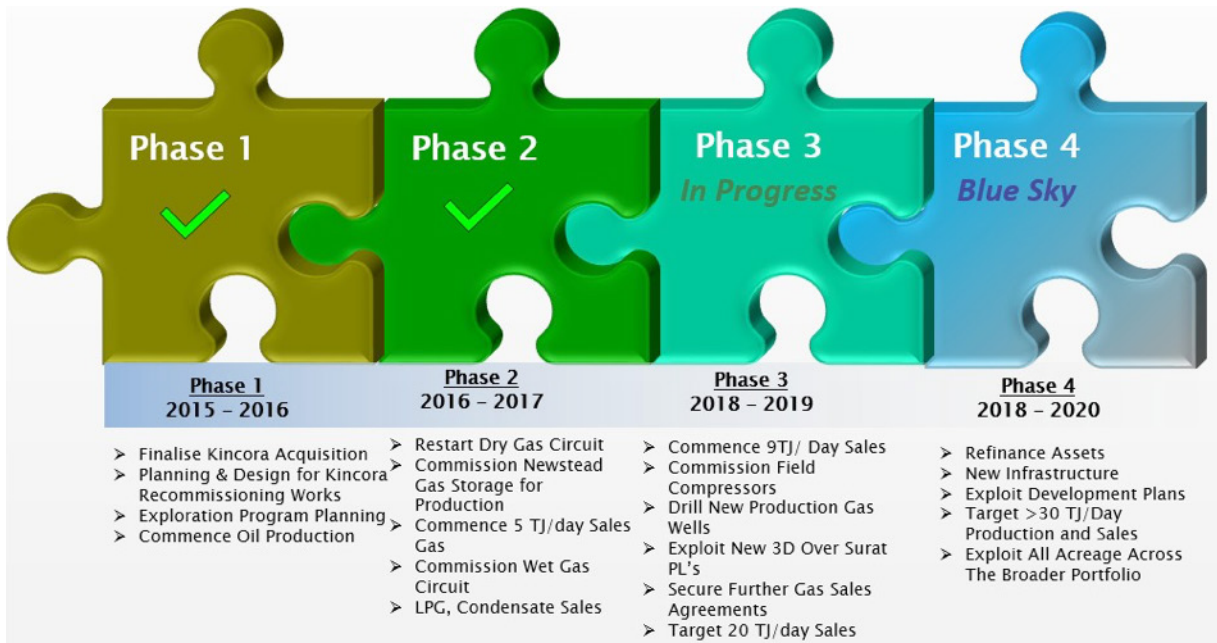 Phase 1
Phase 2
Phase 3
In Progress
Phase 4
Blue Sky
Phase 1
2015 – 2016
➢ Finalise Kincora Acquisition
➢ Planning & Design for Kincora
Recommissioning Works
➢ Exploration Program Planning
➢ Commence Oil Production
Phase 2
2016 – 2017
➢ Restart Dry Gas Circuit
➢ Commission Newstead
Gas Storage for
Production
➢ Commence 5 TJ/day Sales
Gas
➢ Commission Wet Gas
Circuit
➢ LPG, Condensate Sales
Phase 3
2018 – 2019
➢ Commence 9TJ/ Day Sales
➢ Commission Field
Compressors
➢ Drill New Production Gas
Wells
➢ Exploit New 3D Over Surat
PL's
➢ Secure Further Gas Sales
Agreements
➢ Target 20 TJ/day Sales
Phase 4
2018 – 2020
➢ Refinance Assets
➢ New Infrastructure
➢ Exploit Development Plans
➢ Target >30 TJ/Day
Production and Sales
➢ Exploit All Acreage Across
The Broader Portfolio